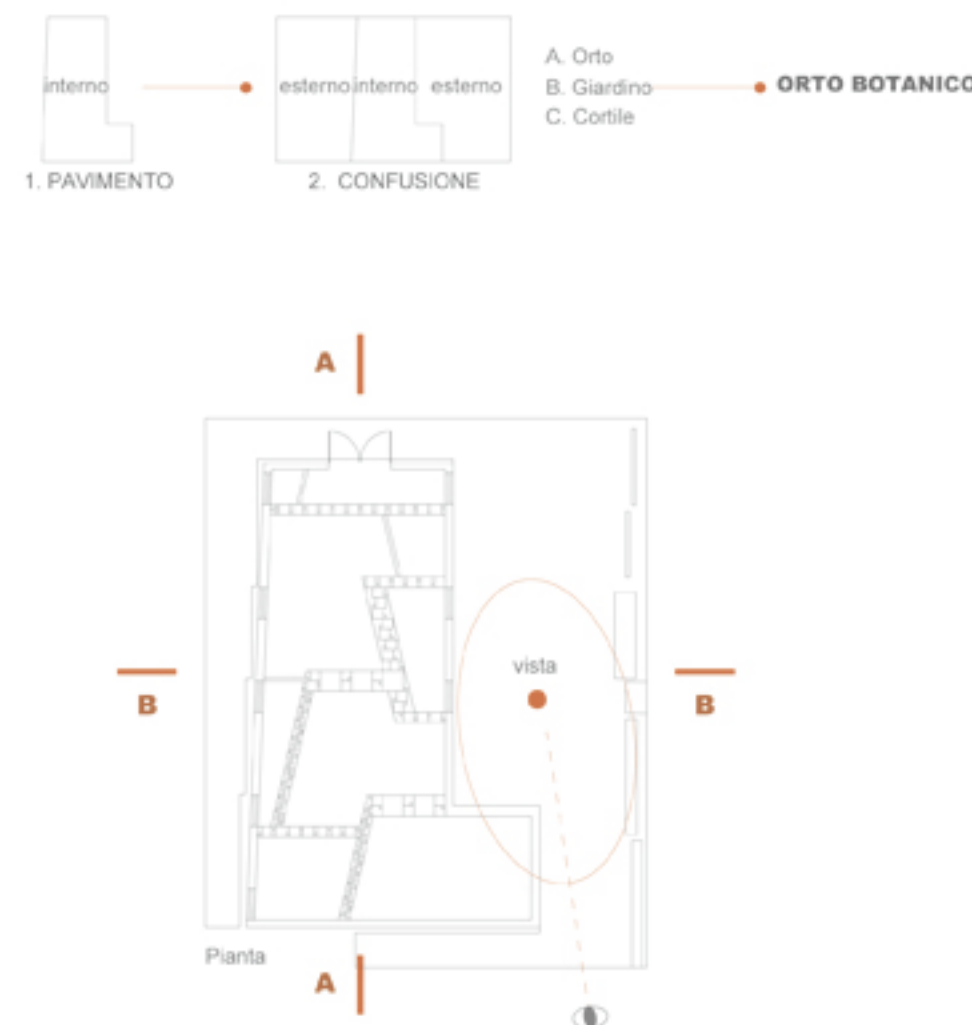 interno
esterno interno esterno
A. Orto
B. Giardino
C. Cortile
ORTO BOTANICO
1. PAVIMENTO
2. CONFUSIONE
A
vista
B
B
Pianta
A